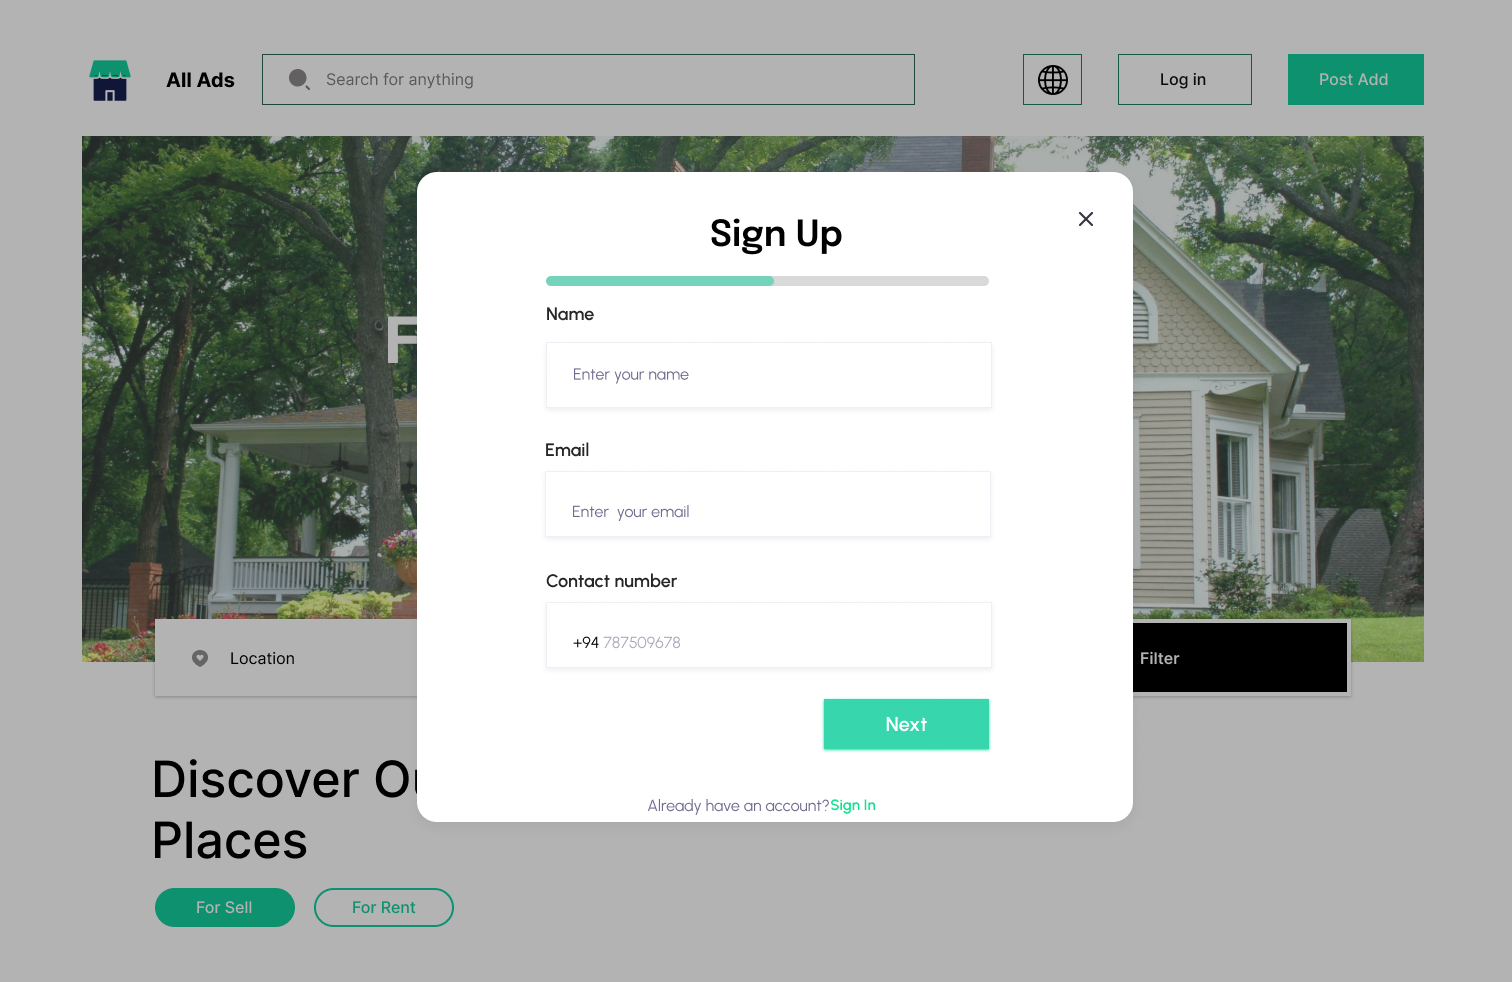 All Ads
Search for anything
Log in
Post Add
Sign Up
Name
Enter your name
Email
Enter  your email
Contact number
+94 787509678
Location
Filter
Next
Already have an account?Sign In
Discover
Places
For Sell
For Rent